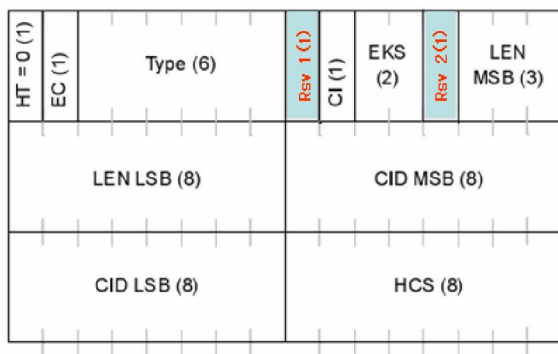 HT = 0 (1)
EC (1)
Type (6)
Rsv 1 (1)
CI (1)
EKS
(2)
Rsv 2(1)
LEN
MSB (3)
LEN LSB (8)
CID MSB (8)
CID LSB (8)
HCS (8)